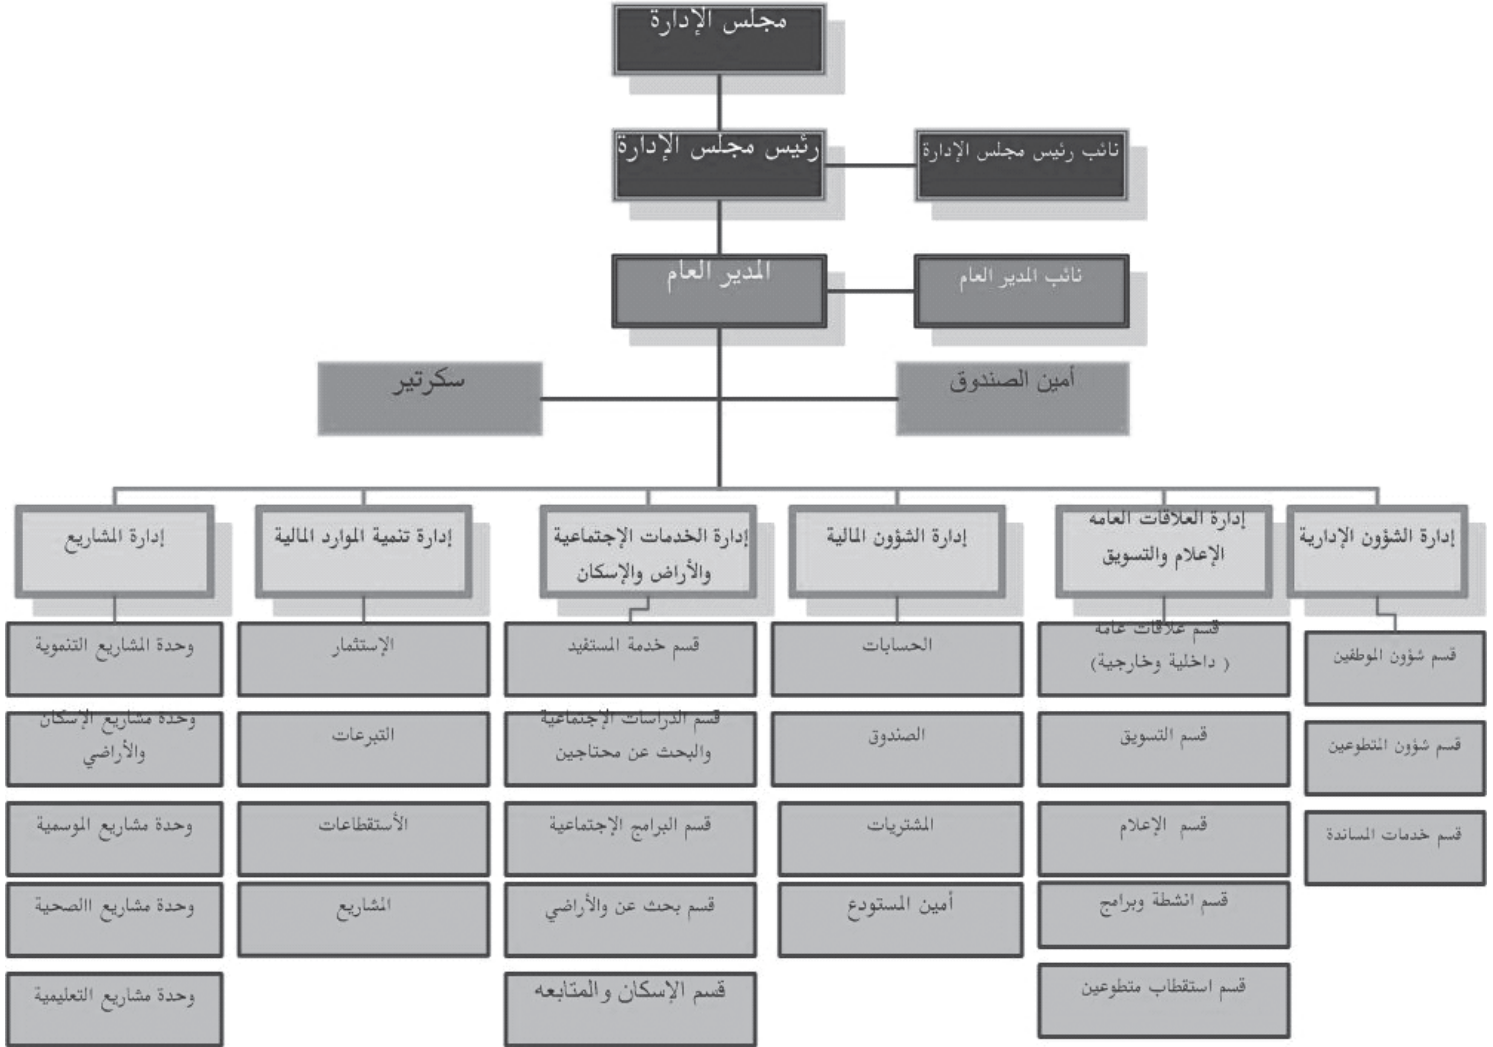 مجلس الإدارة
رئيس مجلس الإدارة
نائب رئيس مجلس الإدارة
المدير العام
نائب المدير العام
أمين الصندوق
سكرتير
إدارة الشؤون الإدارية
قسم شؤون الموظفين
قسم شؤون المتطوعين
قسم خدمات المساندة
إدارة العلاقات العامه
الإعلام والتسويق
قسم علاقات عامه
( داخلية وخارجية)
قسم التسويق
قسم الإعلام
قسم انشطة وبرامج
قسم استقطاب متطوعين
إدارة الشؤون المالية
الحسابات
الصندوق
المشتريات
أمين المستودع
إدارة الخدمات الإجتماعية
والأراض والإسكان
قسم خدمة المستفيد
قسم الدراسات الإجتماعية
والبحث عن محتاجين
قسم البرامج الإجتماعية
قسم بحث عن والأراضي
قسم الإسكان والمتابعه
إدارة تنمية الموارد المالية
الإستثمار
التبرعات
الأستقطاعات
المشاريع
إدارة المشاريع
وحدة المشاريع التنموية
وحدة مشاريع الإسكان
والأراضي
وحدة مشاريع الموسمية
وحدة مشاريع االصحية
وحدة مشاريع التعليمية